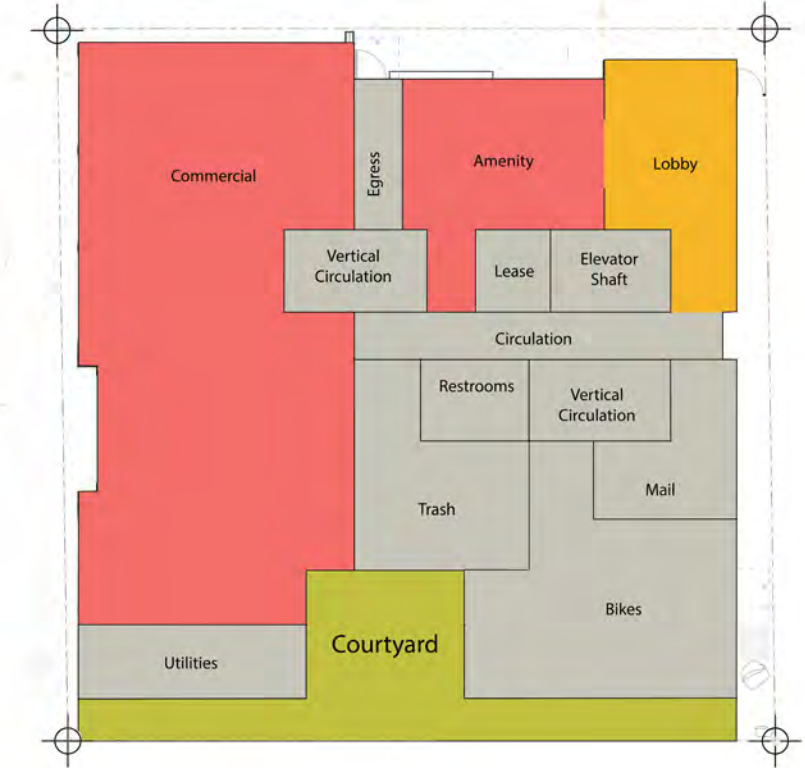 Commercial
Egress
Amenity
Lobby
Vertical
Circulation
Lease
Elevator
Shaft
Circulation
Restrooms
Vertical
Circulation
Mail
Trash
Bikes
Courtyard
Utilities